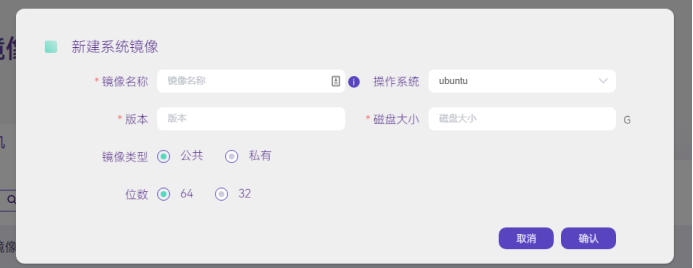 新建系统镜像
* 镜像名称 镜像名称 操作系统 ubuntu
* 版本 版本 * 磁盘大小 磁盘大小 G
镜像类型 公共 私有
位数 64 32
取消 确认
镜像